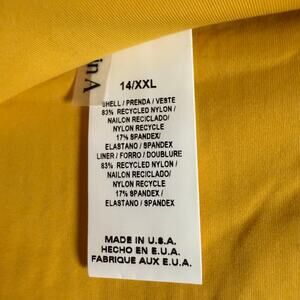 in A
14/XXL
SHELL / PRENDA / VESTE
83% RECYCLED NYLON /
NAILON RECICLADO/
NYLON RECYCLE
17% SPANDEX/
ELASTANO / SPANDEX
LINER / FORRO / DOUBLURE
83% RECYCLED NYLON /
NAILON RECICLADO/
NYLON RECYCLE
17% SPANDEX /
ELASTANO / SPANDEX
MADE IN U.S.A.
HECHO EN E.U.A.
FABRIQUE AUX E.U.A.